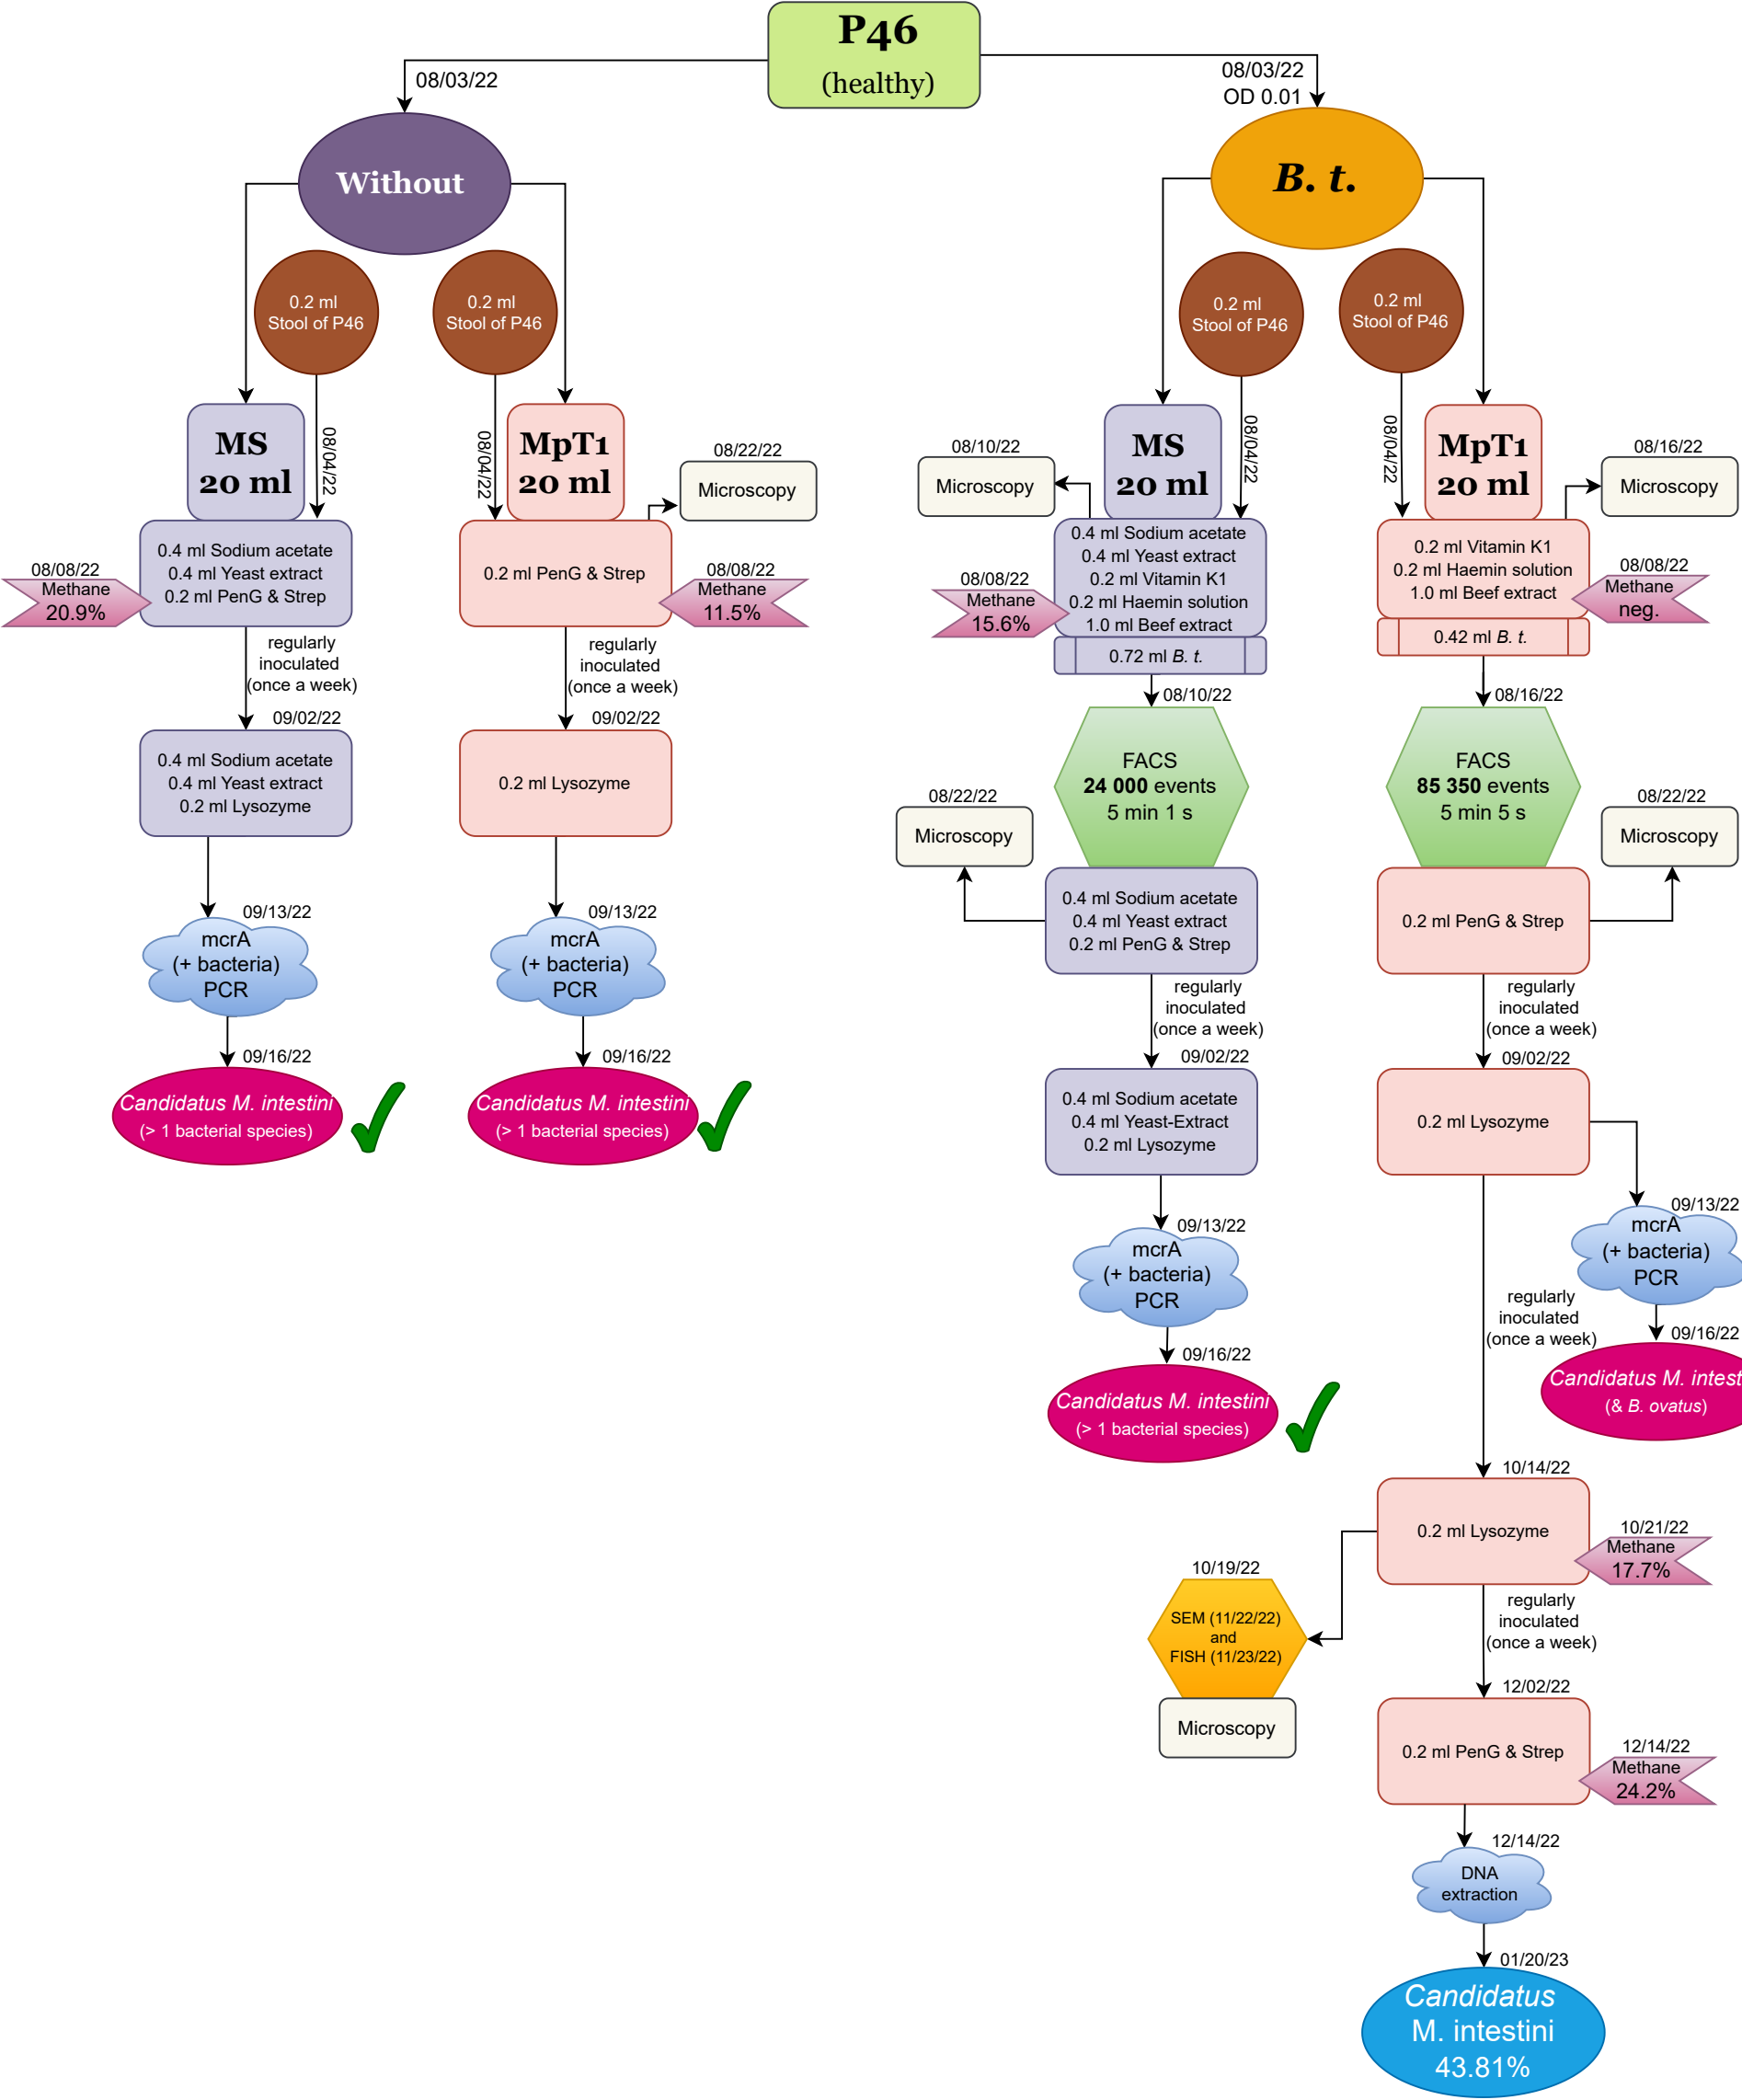 P46
(healthy)
08/03/22
08/03/22
OD 0.01
Without
B. t.
0.2 ml
Stool of P46
0.2 ml
Stool of P46
0.2 ml
Stool of P46
0.2 ml
Stool of P46
MS
20 ml
08/04/22
08/04/22
MpT1
20 ml
08/22/22
Microscopy
08/10/22
Microscopy
MS
20 ml
08/04/22
08/04/22
MpT1
20 ml
08/16/22
Microscopy
08/08/22
Methane
20.9%
0.4 ml Sodium acetate
0.4 ml Yeast extract
0.2 ml PenG & Strep
0.2 ml PenG & Strep
08/08/22
Methane
11.5%
08/08/22
Methane
15.6%
0.4 ml Sodium acetate
0.4 ml Yeast extract
0.2 ml Vitamin K1
0.2 ml Haemin solution
1.0 ml Beef extract
0.72 ml B. t.
0.2 ml Vitamin K1
0.2 ml Haemin solution
1.0 ml Beef extract
0.42 ml B. t.
08/08/22
Methane
neg.
regularly
inoculated
(once a week)
regularly
inoculated
(once a week)
09/02/22
09/02/22
08/10/22
08/16/22
0.4 ml Sodium acetate
0.4 ml Yeast extract
0.2 ml Lysozyme
0.2 ml Lysozyme
FACS
24 000 events
5 min 1 s
FACS
85 350 events
5 min 5 s
08/22/22
Microscopy
08/22/22
Microscopy
0.4 ml Sodium acetate
0.4 ml Yeast extract
0.2 ml PenG & Strep
0.2 ml PenG & Strep
09/13/22
mcrA
(+ bacteria)
PCR
09/13/22
mcrA
(+ bacteria)
PCR
regularly
inoculated
(once a week)
regularly
inoculated
(once a week)
09/16/22
09/16/22
09/02/22
09/02/22
Candidatus M. intestini
(> 1 bacterial species)
Candidatus M. intestini
(> 1 bacterial species)
0.4 ml Sodium acetate
0.4 ml Yeast-Extract
0.2 ml Lysozyme
0.2 ml Lysozyme
09/13/22
mcrA
(+ bacteria)
PCR
09/13/22
mcrA
(+ bacteria)
PCR
regularly
inoculated
(once a week)
09/16/22
Candidatus M. intestini
(> 1 bacterial species)
09/16/22
Candidatus M. intest
(& B. ovatus)
10/14/22
0.2 ml Lysozyme
10/21/22
Methane
17.7%
10/19/22
SEM (11/22/22)
and
FISH (11/23/22)
Microscopy
regularly
inoculated
(once a week)
12/02/22
0.2 ml PenG & Strep
12/14/22
Methane
24.2%
12/14/22
DNA
extraction
01/20/23
Candidatus
M. intestini
43.81%